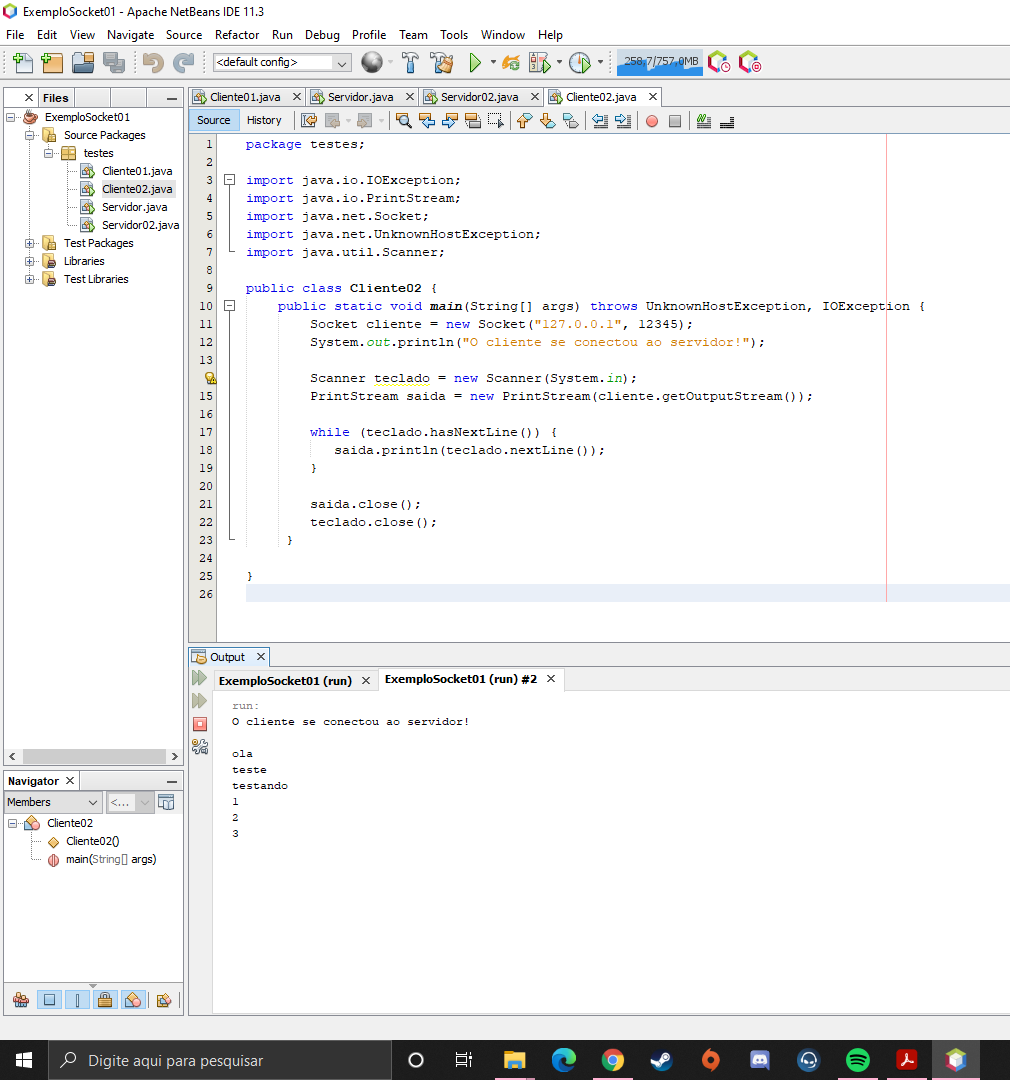 ExemploSocket01 - Apache NetBeans IDE 11.3
File Edit View Navigate Source Refactor Run Debug Profile Team Tools Window Help
<default config>
258,7/757,0MB
Files
ExemploSocket01
Source Packages
testes
Cliente01.java
Cliente02.java
Servidor.java
Servidor02.java
Test Packages
Libraries
Test Libraries
Cliente01.java Servidor.java Servidor02.java Cliente02.java
Source History
1 package testes;
2
3 import java.io.IOException;
4 import java.io.PrintStream;
5 import java.net.Socket;
6 import java.net.UnknownHostException;
7 import java.util.Scanner;
8
9 public class Cliente02 {
10 public static void main(String[] args) throws UnknownHostException, IOException {
11 Socket cliente = new Socket("127.0.0.1", 12345);
12 System.out.println("O cliente se conectou ao servidor!");
13
Scanner teclado = new Scanner(System.in);
15 PrintStream saida = new PrintStream(cliente.getOutputStream());
16
17 while (teclado.hasNextLine()) {
18 saida.println(teclado.nextLine());
19 }
20
21 saida.close();
22 teclado.close();
23 }
24
25 }
26
Output
ExemploSocket01 (run) ExemploSocket01 (run) #2
run:
O cliente se conectou ao servidor!
ola
teste
testando
1
2
3
Navigator
Members <...
Cliente02
Cliente02()
main(String[] args)
Digite aqui para pesquisar